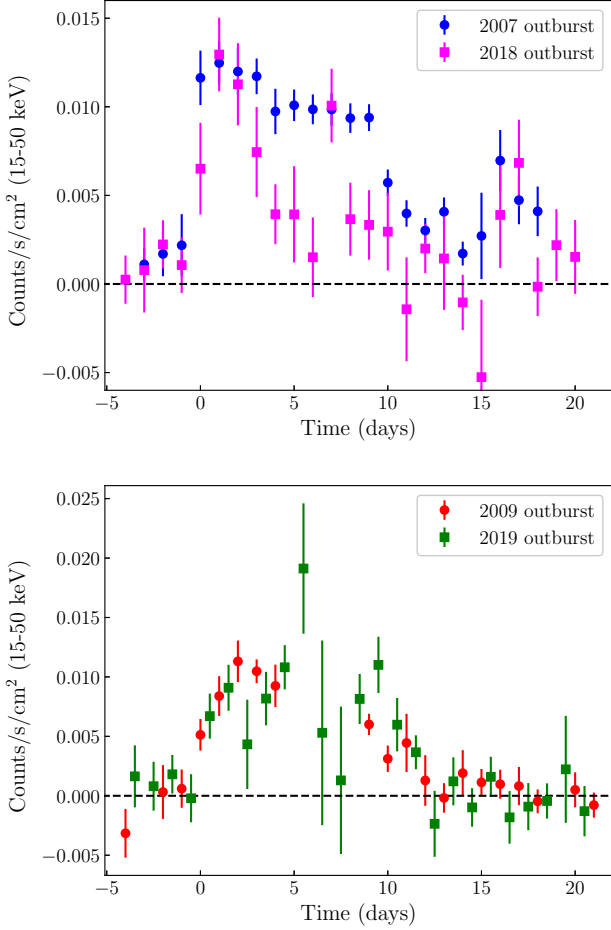 0.015
0.010
0.005
0.000
−0.005
Counts/s/cm² (15-50 keV)
2007 outburst
2018 outburst
−5 0 5 10 15 20
Time (days)
0.025
0.020
0.015
0.010
0.005
0.000
−0.005
Counts/s/cm² (15-50 keV)
2009 outburst
2019 outburst
−5 0 5 10 15 20
Time (days)